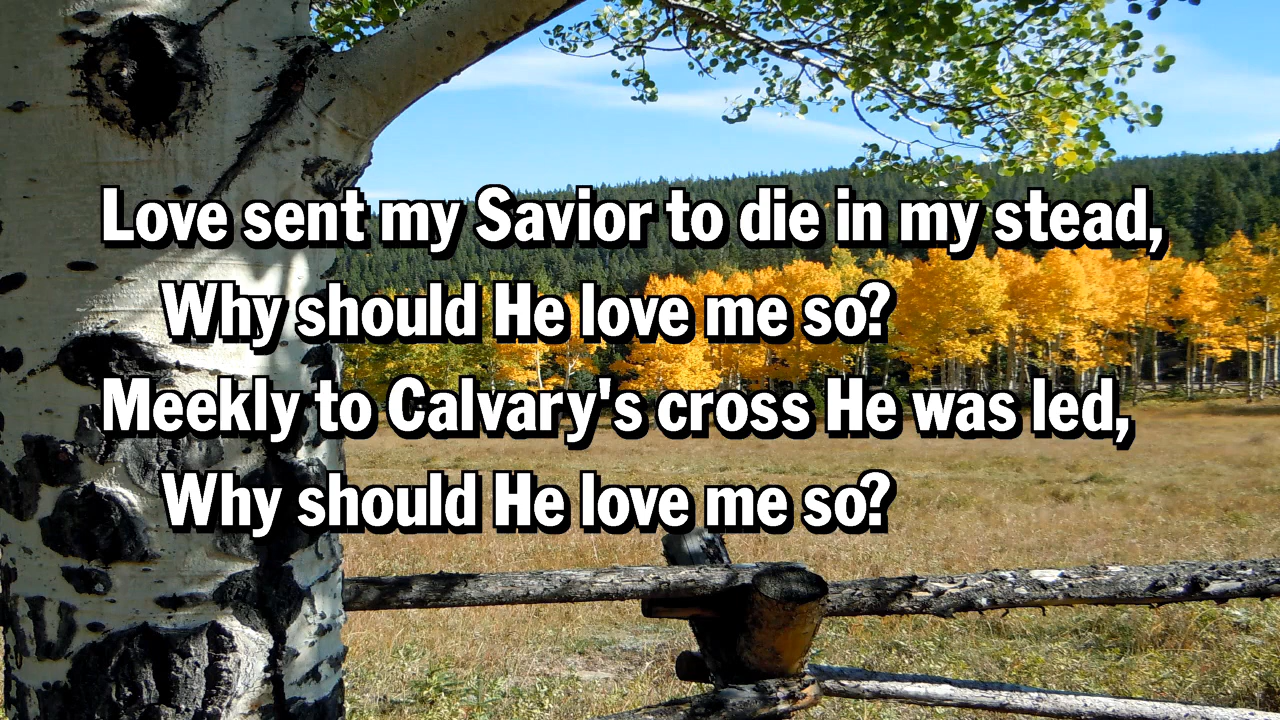 Love sent my Savior to die in my stead,
Why should He love me so?
Meekly to Calvary's cross He was led,
Why should He love me so?